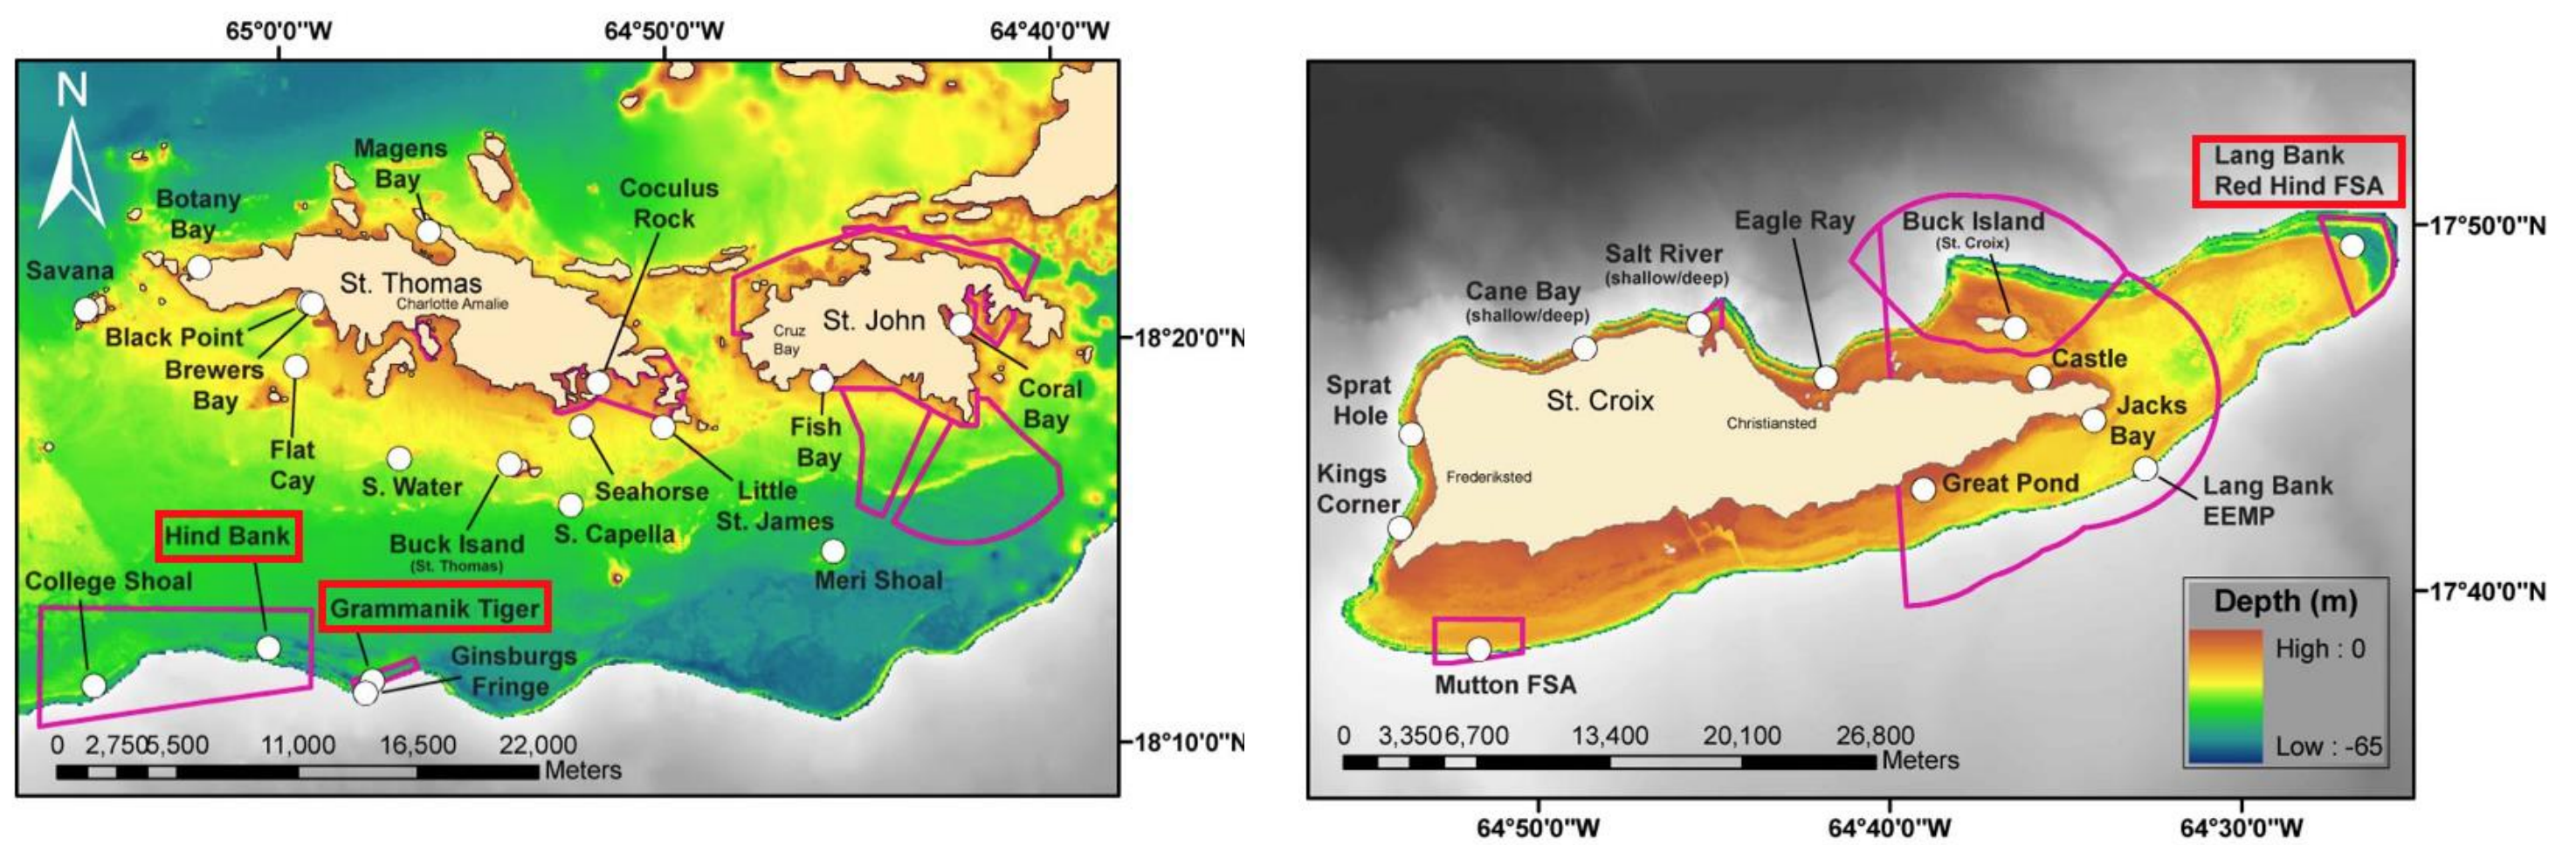 65°0'0"W
64°50'0"W
64°40'0"W
N
Magens
Bay
Coculus
Rock
Botany
Bay
Savana
St. Thomas
Charlotte Amalie
Black Point
Brewers
Bay
Cruz
Bay
St. John
18°20'0"N
Coral
Bay
Flat
Cay
Fish
Bay
S. Water
Seahorse
Little
St. James
Hind Bank
Buck Isand
(St. Thomas)
S. Capella
Meri Shoal
College Shoal
Grammanik Tiger
Ginsburgs
Fringe
18°10'0"N
0 2,750 5,500 11,000 16,500 22,000
Meters
Lang Bank
Red Hind FSA
17°50'0"N
Eagle Ray
Buck Island
(St. Croix)
Salt River
(shallow/deep)
Cane Bay
(shallow/deep)
Castle
Sprat
Hole
St. Croix
Christiansted
Jacks
Bay
Kings
Corner
Frederiksted
Great Pond
Lang Bank
EEMP
17°40'0"N
Mutton FSA
Depth (m)
High : 0
Low : -65
0 3,350 6,700 13,400 20,100 26,800
Meters
64°50'0"W
64°40'0"W
64°30'0"W